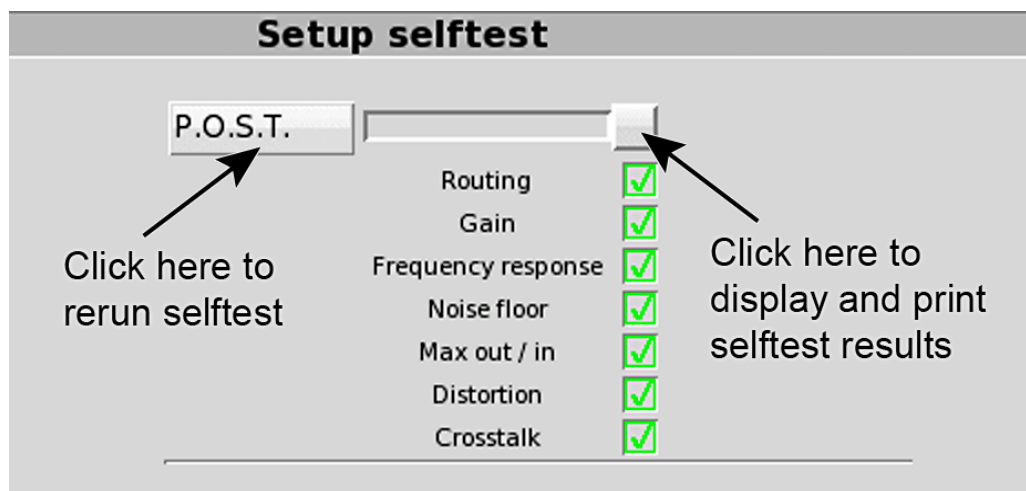 Setup selftest
P.O.S.T.
Routing
Gain
Frequency response
Noise floor
Max out / in
Distortion
Crosstalk
Click here to
rerun selftest
Click here to
display and print
selftest results